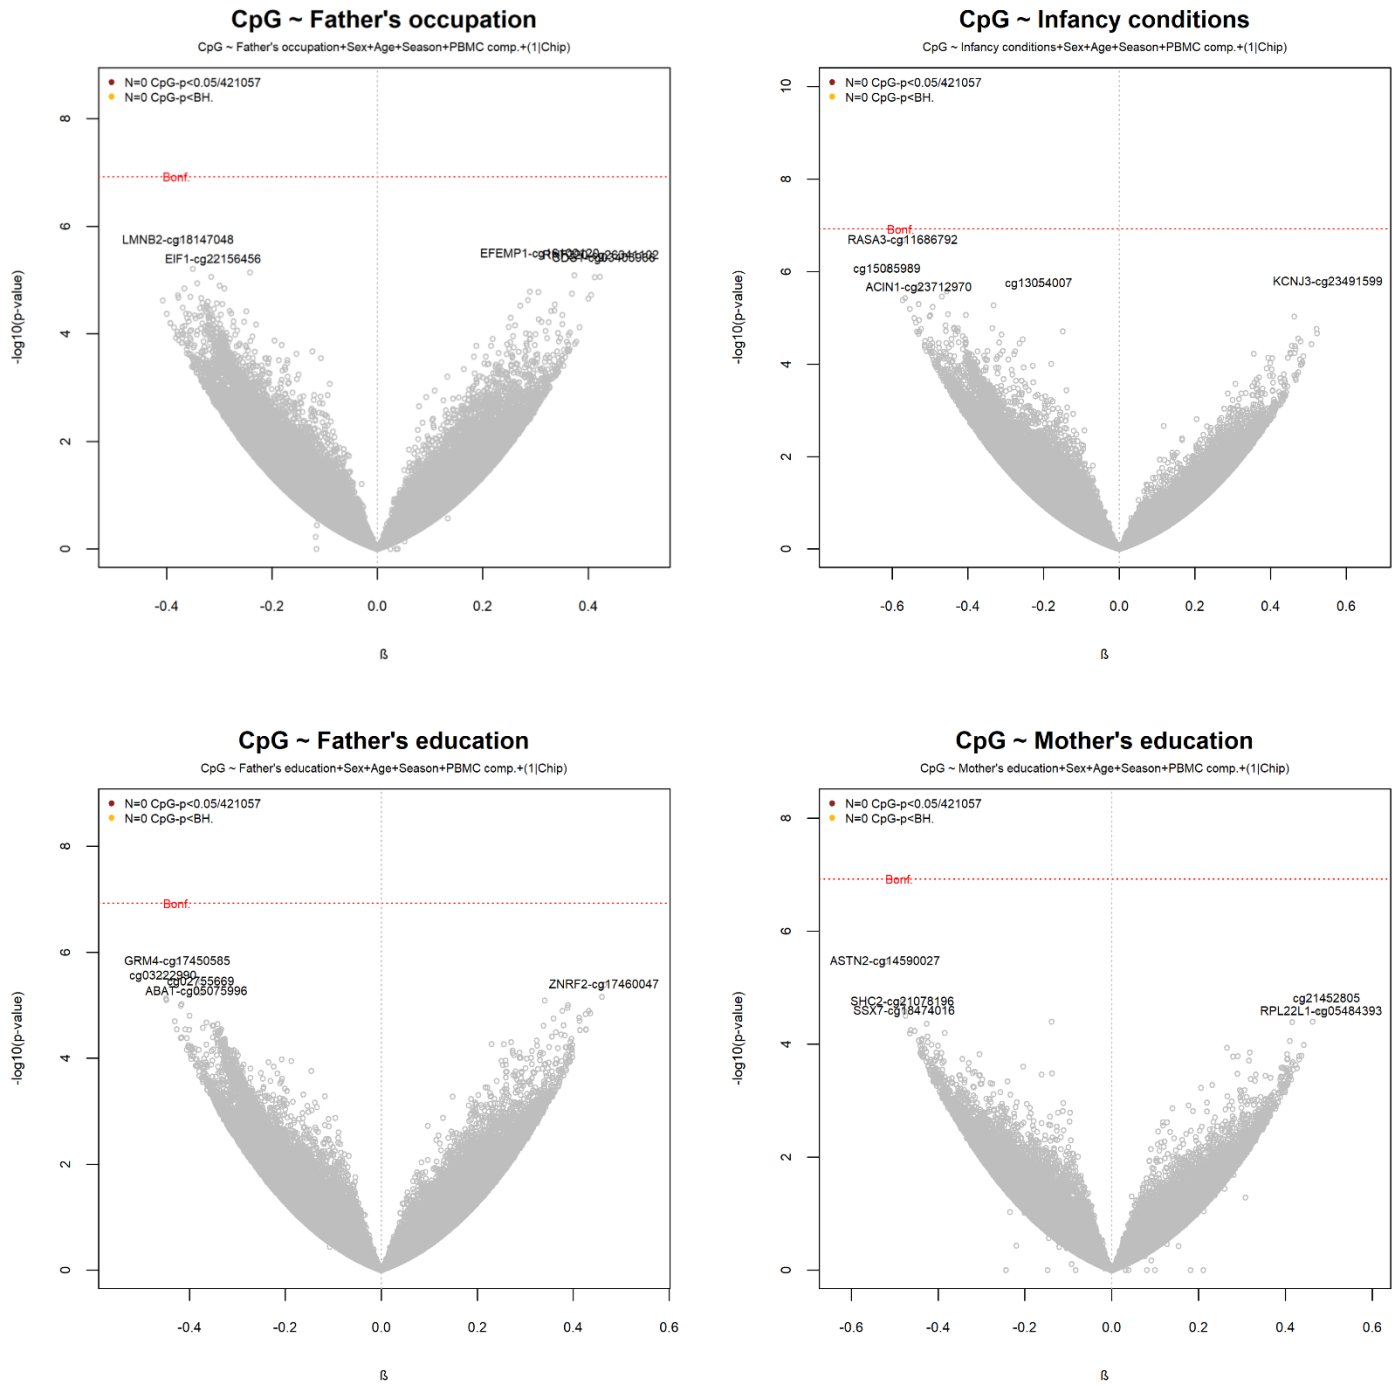 CpG ~ Father's occupation
CpG ~ Father's occupation+Sex+Age+Season+PBMC comp.+(1|Chip)
N=0 CpG-p<0.05/421057
N=0 CpG-p<BH.
8
6
4
2
0
-log10(p-value)
Bonf.
LMNB2-cg18147048
EIF1-cg22156456
-0.4 -0.2 0.0 0.2 0.4
ß
CpG ~ Infancy conditions
CpG ~ Infancy conditions+Sex+Age+Season+PBMC comp.+(1|Chip)
N=0 CpG-p<0.05/421057
N=0 CpG-p<BH.
10
8
6
4
2
0
-log10(p-value)
Bonf.
RASA3-cg11686792
cg15085989
ACIN1-cg23712970
cg13054007
KCNJ3-cg23491599
-0.6 -0.4 -0.2 0.0 0.2 0.4 0.6
ß
CpG ~ Father's education
CpG ~ Father's education+Sex+Age+Season+PBMC comp.+(1|Chip)
N=0 CpG-p<0.05/421057
N=0 CpG-p<BH.
8
6
4
2
0
-log10(p-value)
Bonf.
GRM4-cg17450585
cg03222990
cg02755669
ABAT-cg05075996
ZNRF2-cg17460047
-0.4 -0.2 0.0 0.2 0.4 0.6
ß
CpG ~ Mother's education
CpG ~ Mother's education+Sex+Age+Season+PBMC comp.+(1|Chip)
N=0 CpG-p<0.05/421057
N=0 CpG-p<BH.
8
6
4
2
0
-log10(p-value)
Bonf.
ASTN2-cg14590027
SHC2-cg21078196
SSX7-cg18474016
cg21452805
RPL22L1-cg05484393
-0.6 -0.4 -0.2 0.0 0.2 0.4 0.6
ß